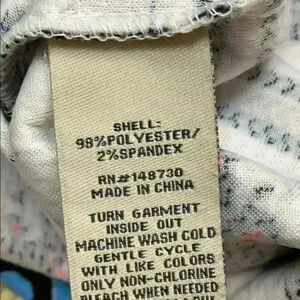 SHELL:
98%POLYESTER/
2%SPANDEX
RN#148730
MADE IN CHINA
TURN GARMENT
INSIDE OUT
MACHINE WASH COLD
GENTLE CYCLE
WITH LIKE COLORS
ONLY NON-CHLORINE
BLEACH WHEN NEEDED